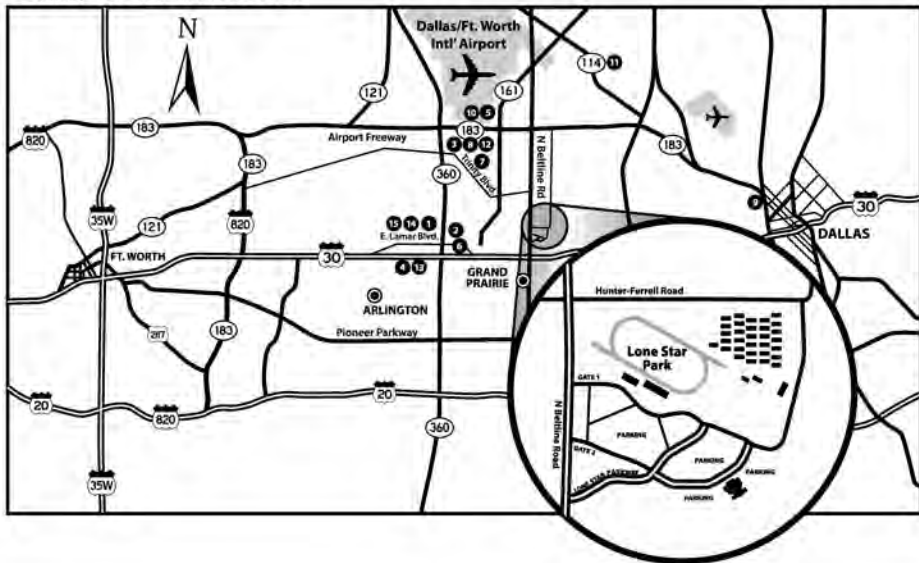 N
Dallas/Ft. Worth
Intl' Airport
114 11
121
161
10 5
820
183
183
Airport Freeway
3 8 12
183
183
7
Trinity Blvd.
N Beltline Rd
360
9
30
35W
121
820
15 14 1
2
E. Lamar Blvd.
6
DALLAS
FT. WORTH
30
4 13
GRAND
PRAIRIE
Hunter-Ferrell Road
ARLINGTON
287
183
Pioneer Parkway
Lone Star
Park
GATE 1
20
820
20
360
N Beltline Road
PARKING
GATE 2
PARKING
PARKING
LONE STAR PARKWAY
PARKING
35W